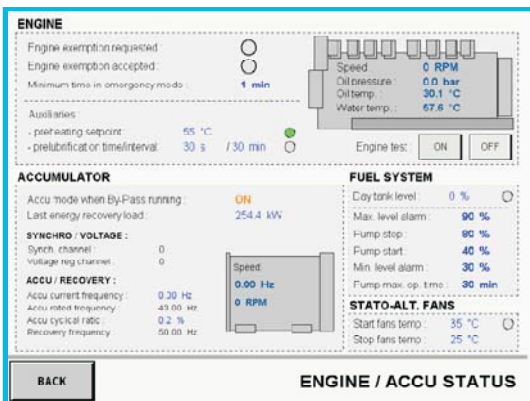 ENGINE
Engine exemption requested
Engine exemption accepted :
Minimum time in emergency mode : 1 min
Auxiliaries
- preheating setpoint 55 °C
- prelubrification time/interval 30 s / 30 min
Speed 0 RPM
Oil pressure : 0.0 bar
Oil temp. : 30.1 °C
Water temp. : 67.6 °C
Engine test : ON OFF
ACCUMULATOR
Accu mode when By-Pass running : ON
Last energy recovery load : 254.4 kW
SYNCHRO / VOLTAGE :
Synch. channel : 0
Voltage reg channel : 0
ACCU / RECOVERY :
Accu current frequency : 0.00 Hz
Accu rated frequency : 43.00 Hz
Accu cyclical ratio : 0.2 %
Recovery frequency 50.00 Hz
Speed
0.00 Hz
0 RPM
FUEL SYSTEM
Day tank level : 0 %
Max. level alarm : 90 %
Pump stop : 80 %
Pump start : 40 %
Min. level alarm : 30 %
Pump max. op. time : 30 min
STATO-ALT. FANS
Start fans temp : 35 °C
Stop fans temp : 25 °C
BACK
ENGINE / ACCU STATUS